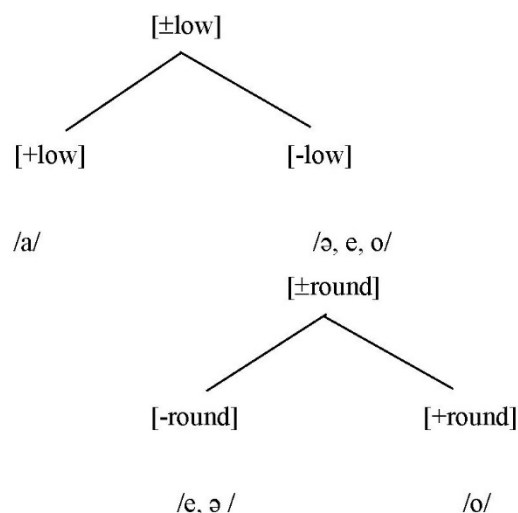 [±low]
[+low] [-low]
/a/ /ə, e, o/
[±round]
[-round] [+round]
/e, ə / /o/